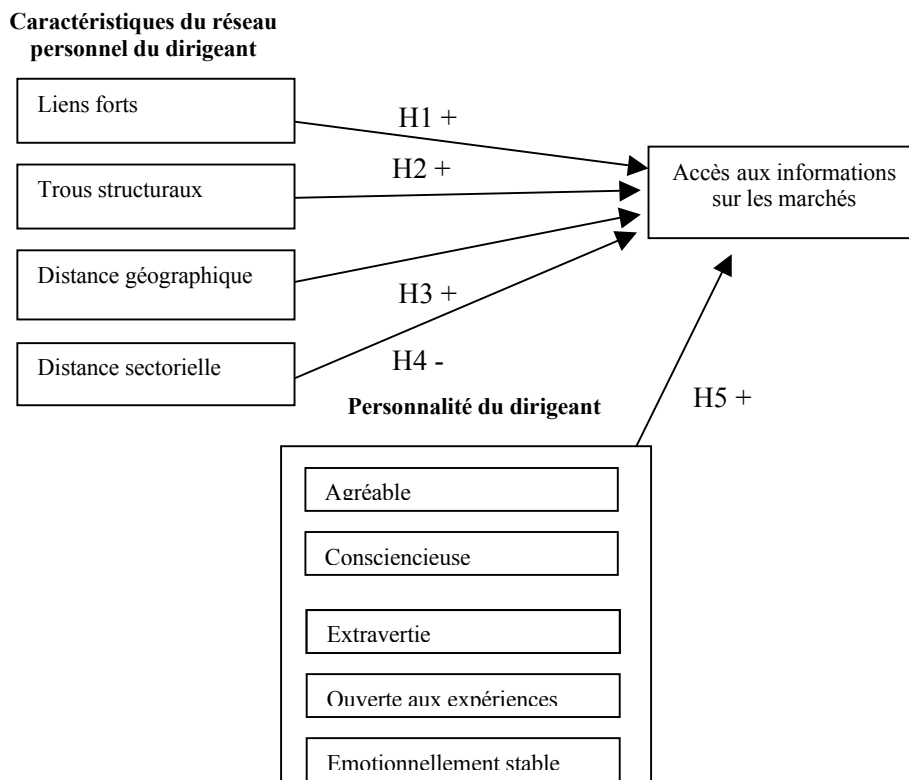 Caractéristiques du réseau
personnel du dirigeant
Liens forts
H1 +
Trous structuraux
H2 +
Accès aux informations
sur les marchés
Distance géographique
H3 +
Distance sectorielle
H4 -
Personnalité du dirigeant
H5 +
Agréable
Consciencieuse
Extravertie
Ouverte aux expériences
Emotionnellement stable